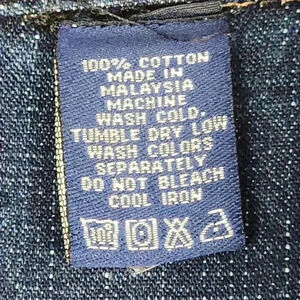 100% COTTON
MADE IN
MALAYSIA
MACHINE
WASH COLD,
TUMBLE DRY LOW
WASH COLORS
SEPARATELY
DO NOT BLEACH
COOL IRON